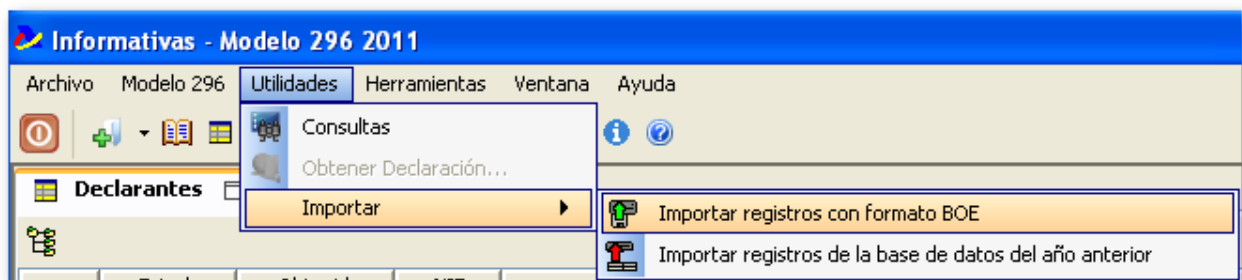 Informativas - Modelo 296 2011
Archivo Modelo 296 Utilidades Herramientas Ventana Ayuda
Consultas
Obtener Declaración...
Declarantes
Importar
Importar registros con formato BOE
Importar registros de la base de datos del año anterior